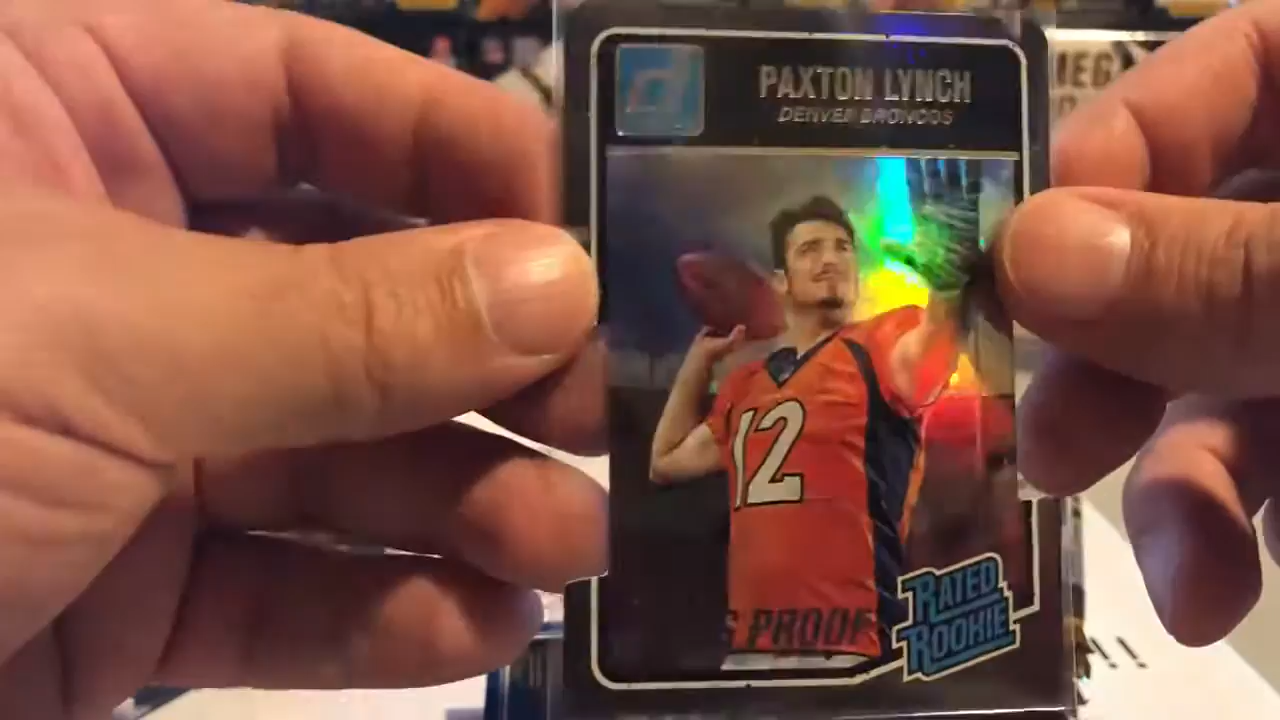 PAXTON LYNCH
DENVER BRONCOS
12
PROOF
RATED
ROOKIE
!!